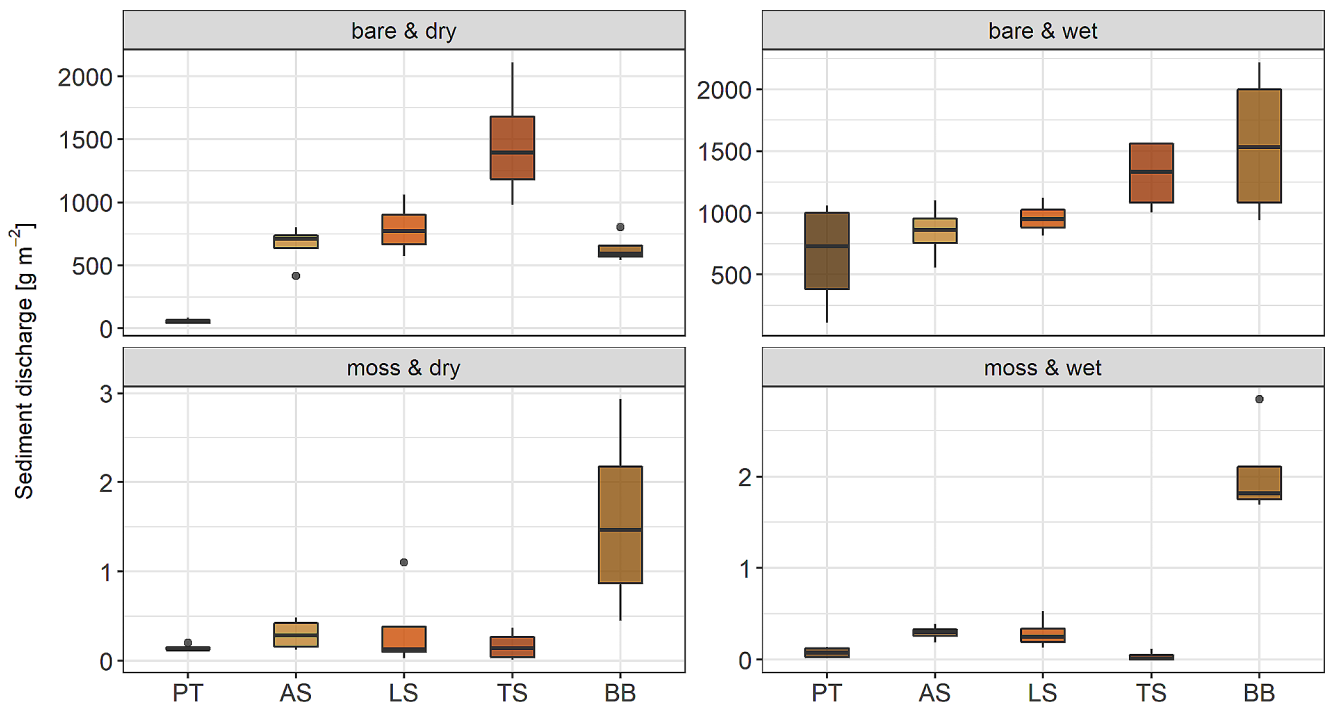 bare & dry
bare & wet
2000
1500
1000
500
0
2000
1500
1000
500
Sediment discharge [g m⁻²]
moss & dry
moss & wet
3
2
1
0
2
1
0
PT AS LS TS BB
PT AS LS TS BB